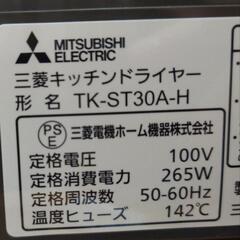 MITSUBISHI
ELECTRIC
三菱キッチンドライヤー
形 名 TK-ST30A-H
PS
E
三菱電機ホーム機器株式会社
定格電圧 100V
定格消費電力 265W
定格周波数 50-60Hz
温度ヒューズ 142℃